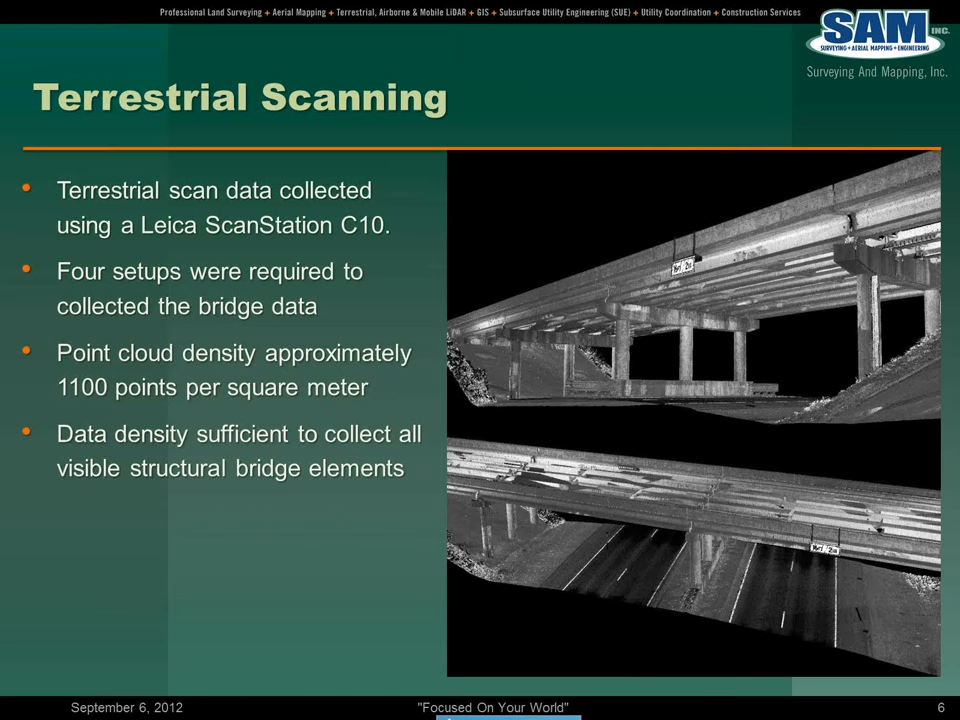 Professional Land Surveying + Aerial Mapping + Terrestrial, Airborne & Mobile LiDAR + GIS + Subsurface Utility Engineering (SUE) + Utility Coordination + Construction Services
SAM INC.
SURVEYING + AERIAL MAPPING + ENGINEERING
Surveying And Mapping, Inc.
Terrestrial Scanning
• Terrestrial scan data collected
using a Leica ScanStation C10.
• Four setups were required to
collected the bridge data
• Point cloud density approximately
1100 points per square meter
• Data density sufficient to collect all
visible structural bridge elements
September 6, 2012
"Focused On Your World"
6